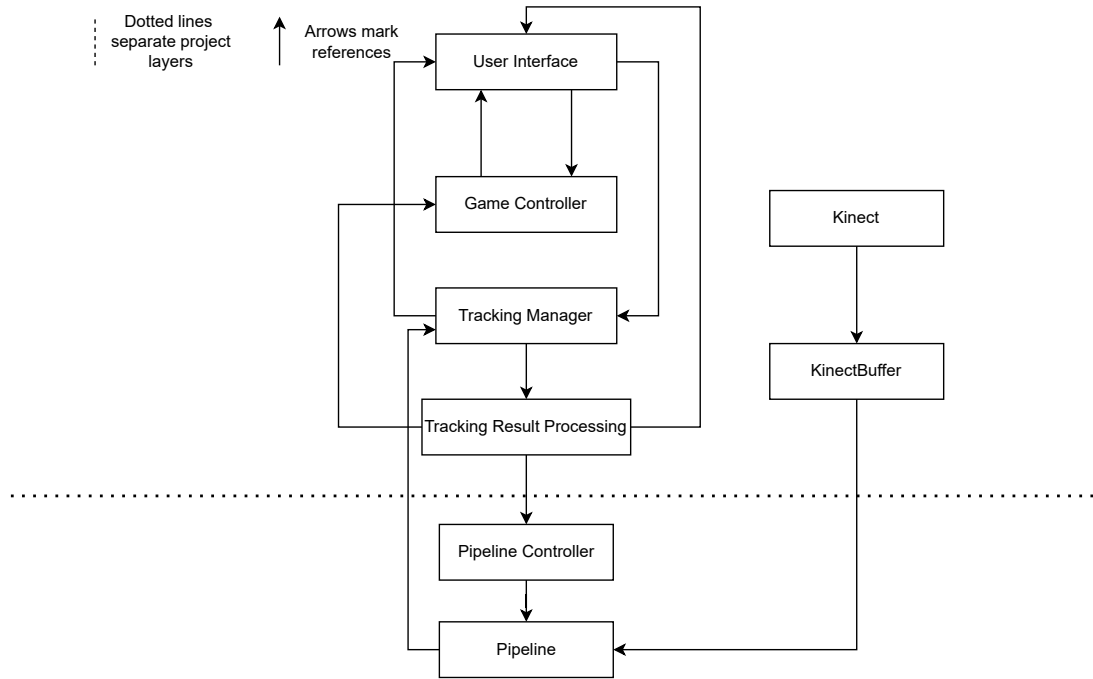 Dotted lines
separate project
layers
Arrows mark
references
User Interface
Game Controller
Kinect
Tracking Manager
KinectBuffer
Tracking Result Processing
Pipeline Controller
Pipeline